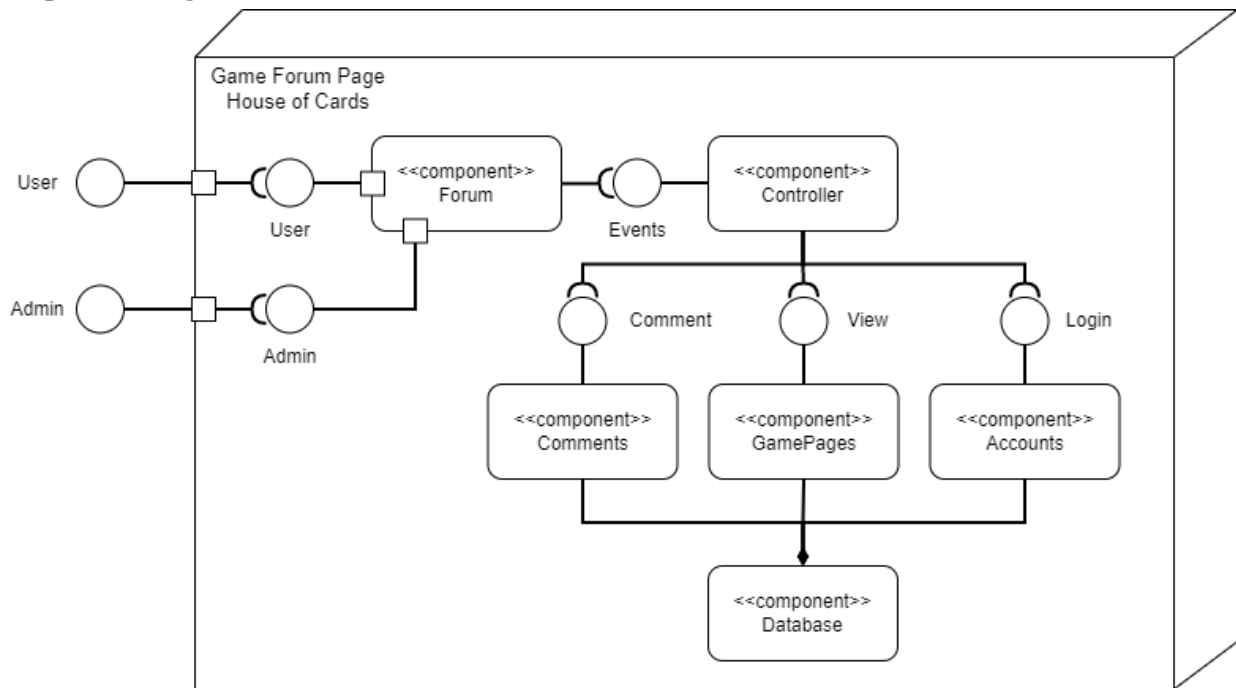 Game Forum Page
House of Cards
User
<<component>>
Forum
<<component>>
Controller
User
Events
Admin
Admin
Comment
View
Login
<<component>>
Comments
<<component>>
GamePages
<<component>>
Accounts
<<component>>
Database